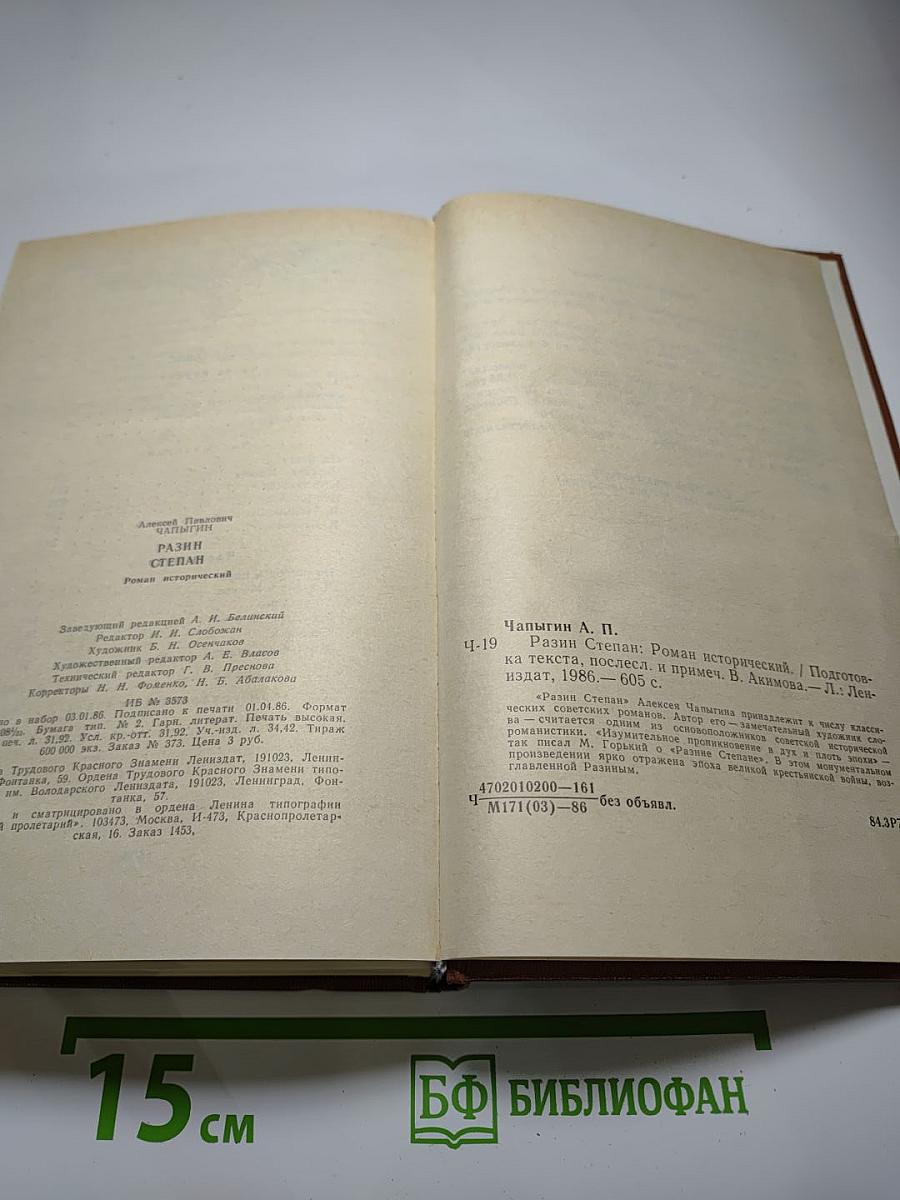 Алексей Павлович
ЧАПЫГИН
РАЗИН
СТЕПАН
Роман исторический
Заведующий редакцией А. И. Белинский
Редактор И. И. Слобожан
Художник Б. Н. Осенчаков
Художественный редактор А. Е. Власов
Технический редактор Г. В. Преснова
Корректоры Н. Н. Фоменко, Н. Б. Абалакова
ИБ № 3573
но в набор 03.01.86. Подписано к печати 01.04.86. Формат
108¹/₃₂. Бумага тип. № 2. Гарн. литерат. Печать высокая.
печ. л. 31,92. Усл. кр.-отт. 31,92. Уч.-изд. л. 34,42. Тираж
600 000 экз. Заказ № 373. Цена 3 руб.
а Трудового Красного Знамени Лениздат, 191023, Ленин-
Фонтанка, 59. Ордена Трудового Красного Знамени типо-
им. Володарского Лениздата, 191023, Ленинград, Фон-
танка, 57.
и сматрицировано в ордена Ленина типографии
й пролетарий». 103473, Москва, И-473, Краснопролетар-
ская, 16. Заказ 1453,
Чапыгин А. П.
Ч-19 Разин Степан: Роман исторический. / Подготов-
ка текста, послесл. и примеч. В. Акимова.— Л.: Лен-
издат, 1986.— 605 с.
«Разин Степан» Алексея Чапыгина принадлежит к числу класси-
ческих советских романов. Автор его — замечательный художник сло-
ва — считается одним из основоположников советской исторической
романистики. «Изумительное проникновение в дух и плоть эпохи» —
так писал М. Горький о «Разине Степане». В этом монументальном
произведении ярко отражена эпоха великой крестьянской войны, воз-
главленной Разиным.
4702010200—161
Ч без объявл.
М171(03)—86
84.3Р7
15 см
БФ БИБЛИОФАН